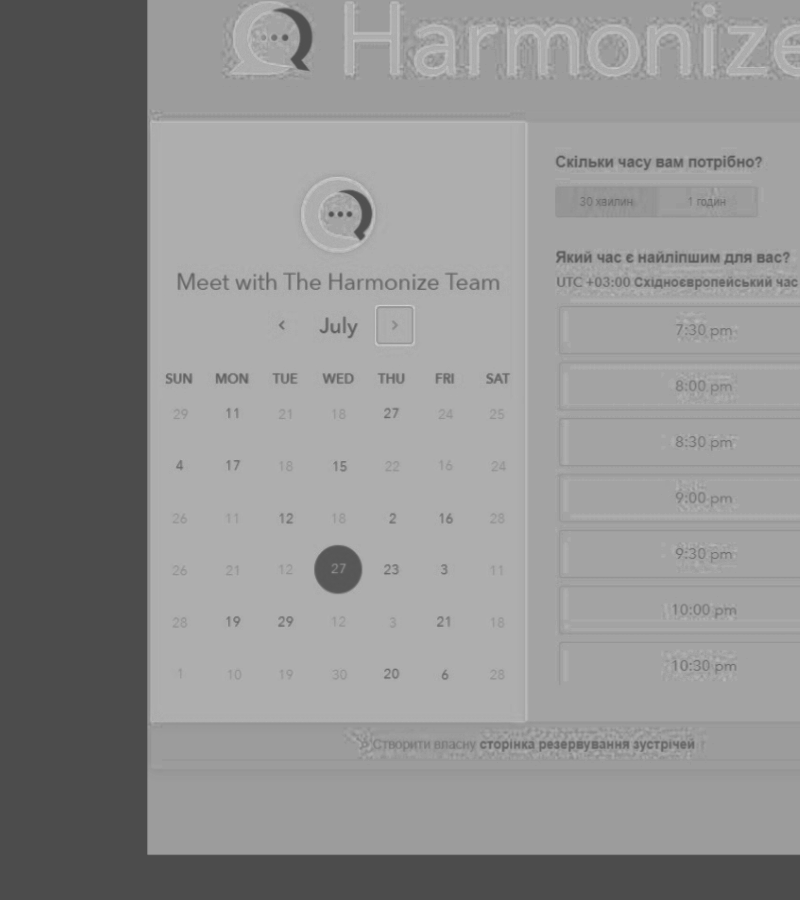 Harmonize
Meet with The Harmonize Team
July
SUN MON TUE WED THU FRI SAT
29 11 21 18 27 24 25
4 17 18 15 22 16 24
26 11 12 18 2 16 28
26 21 12 27 23 3 11
28 19 29 12 3 21 18
1 10 19 30 20 6 28
Скільки часу вам потрібно?
30 хвилин 1 годин
Який час є найліпшим для вас?
UTC +03:00 Східноєвропейський час
7:30 pm
8:00 pm
8:30 pm
9:00 pm
9:30 pm
10:00 pm
10:30 pm
Створити власну сторінка резервування зустрічей